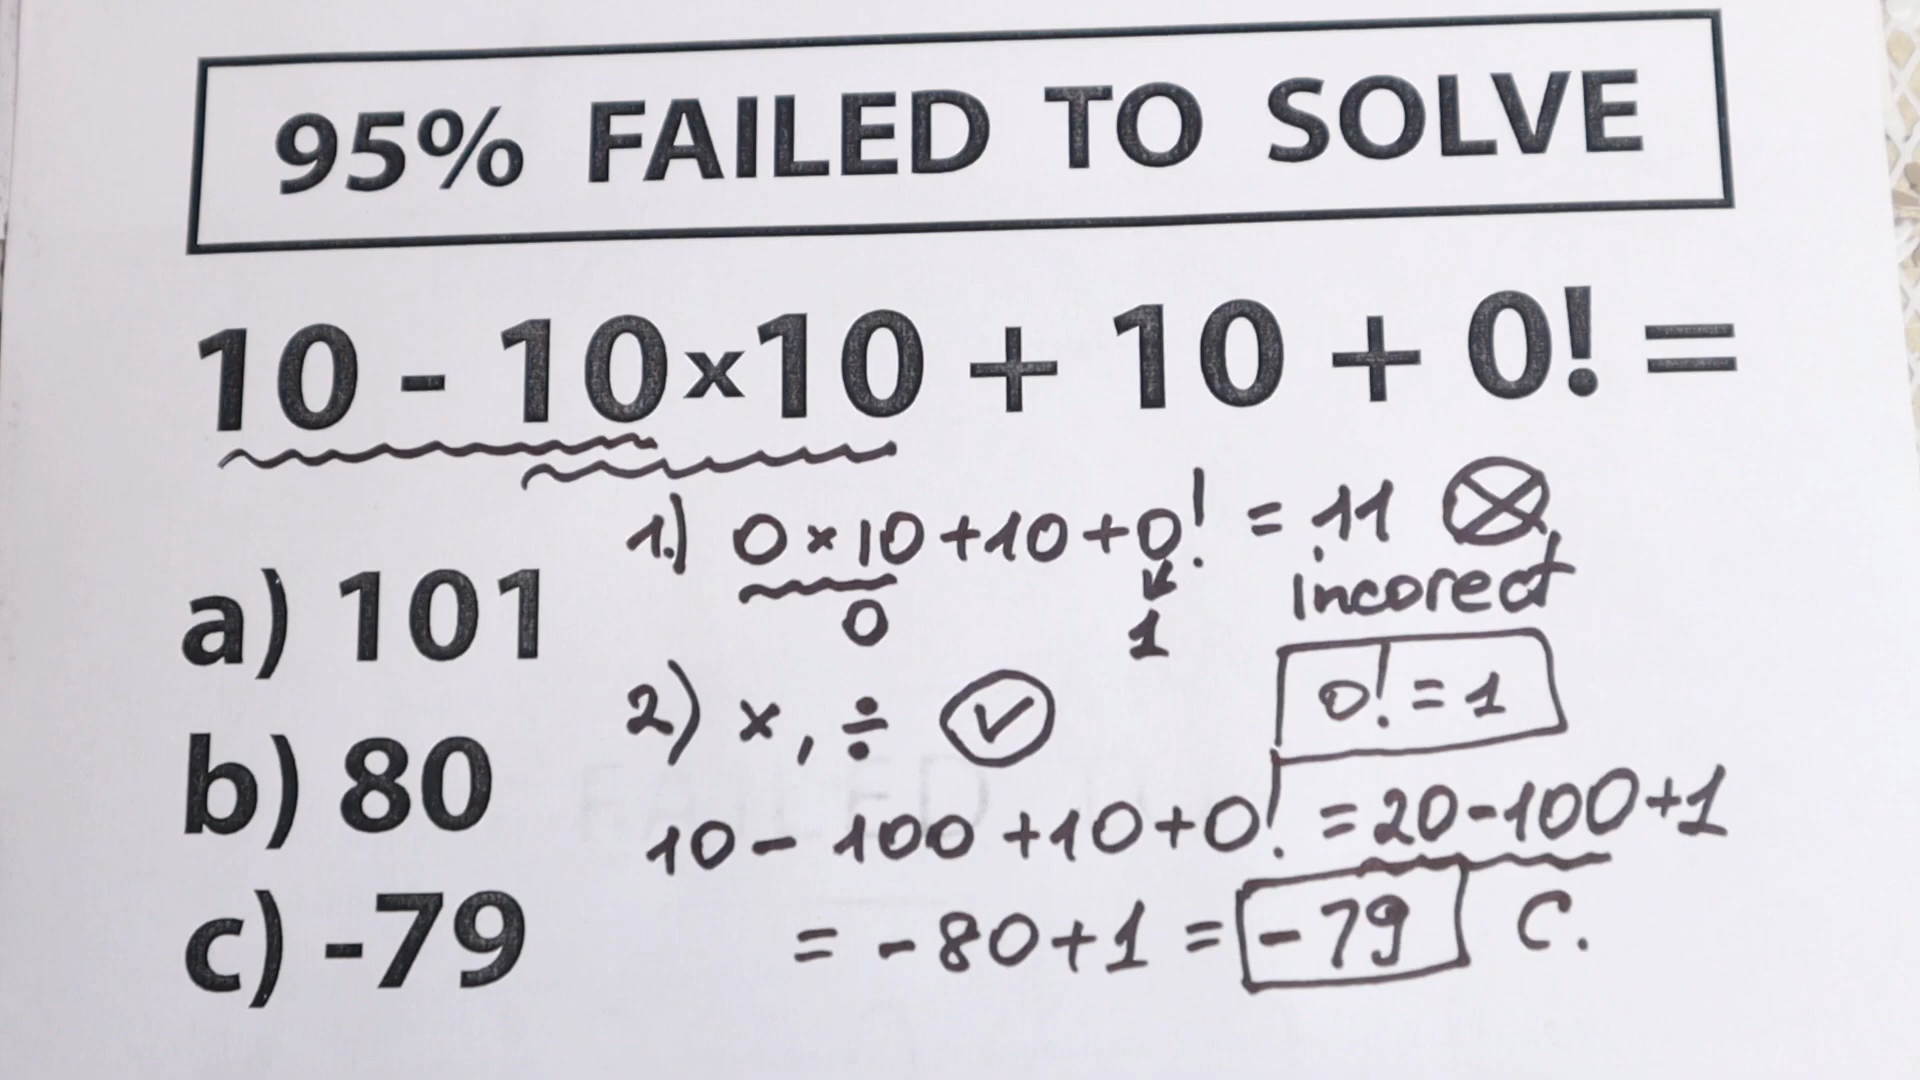 95% FAILED TO SOLVE
10 - 10×10 + 10 + 0! =
1.) 0×10+10+0! = 11
0
1
incorect
a) 101
0! = 1
2) ×, ÷ ✓
b) 80
10 - 100 +10+0! = 20-100+1
c) -79
= -80+1 = -79 C.